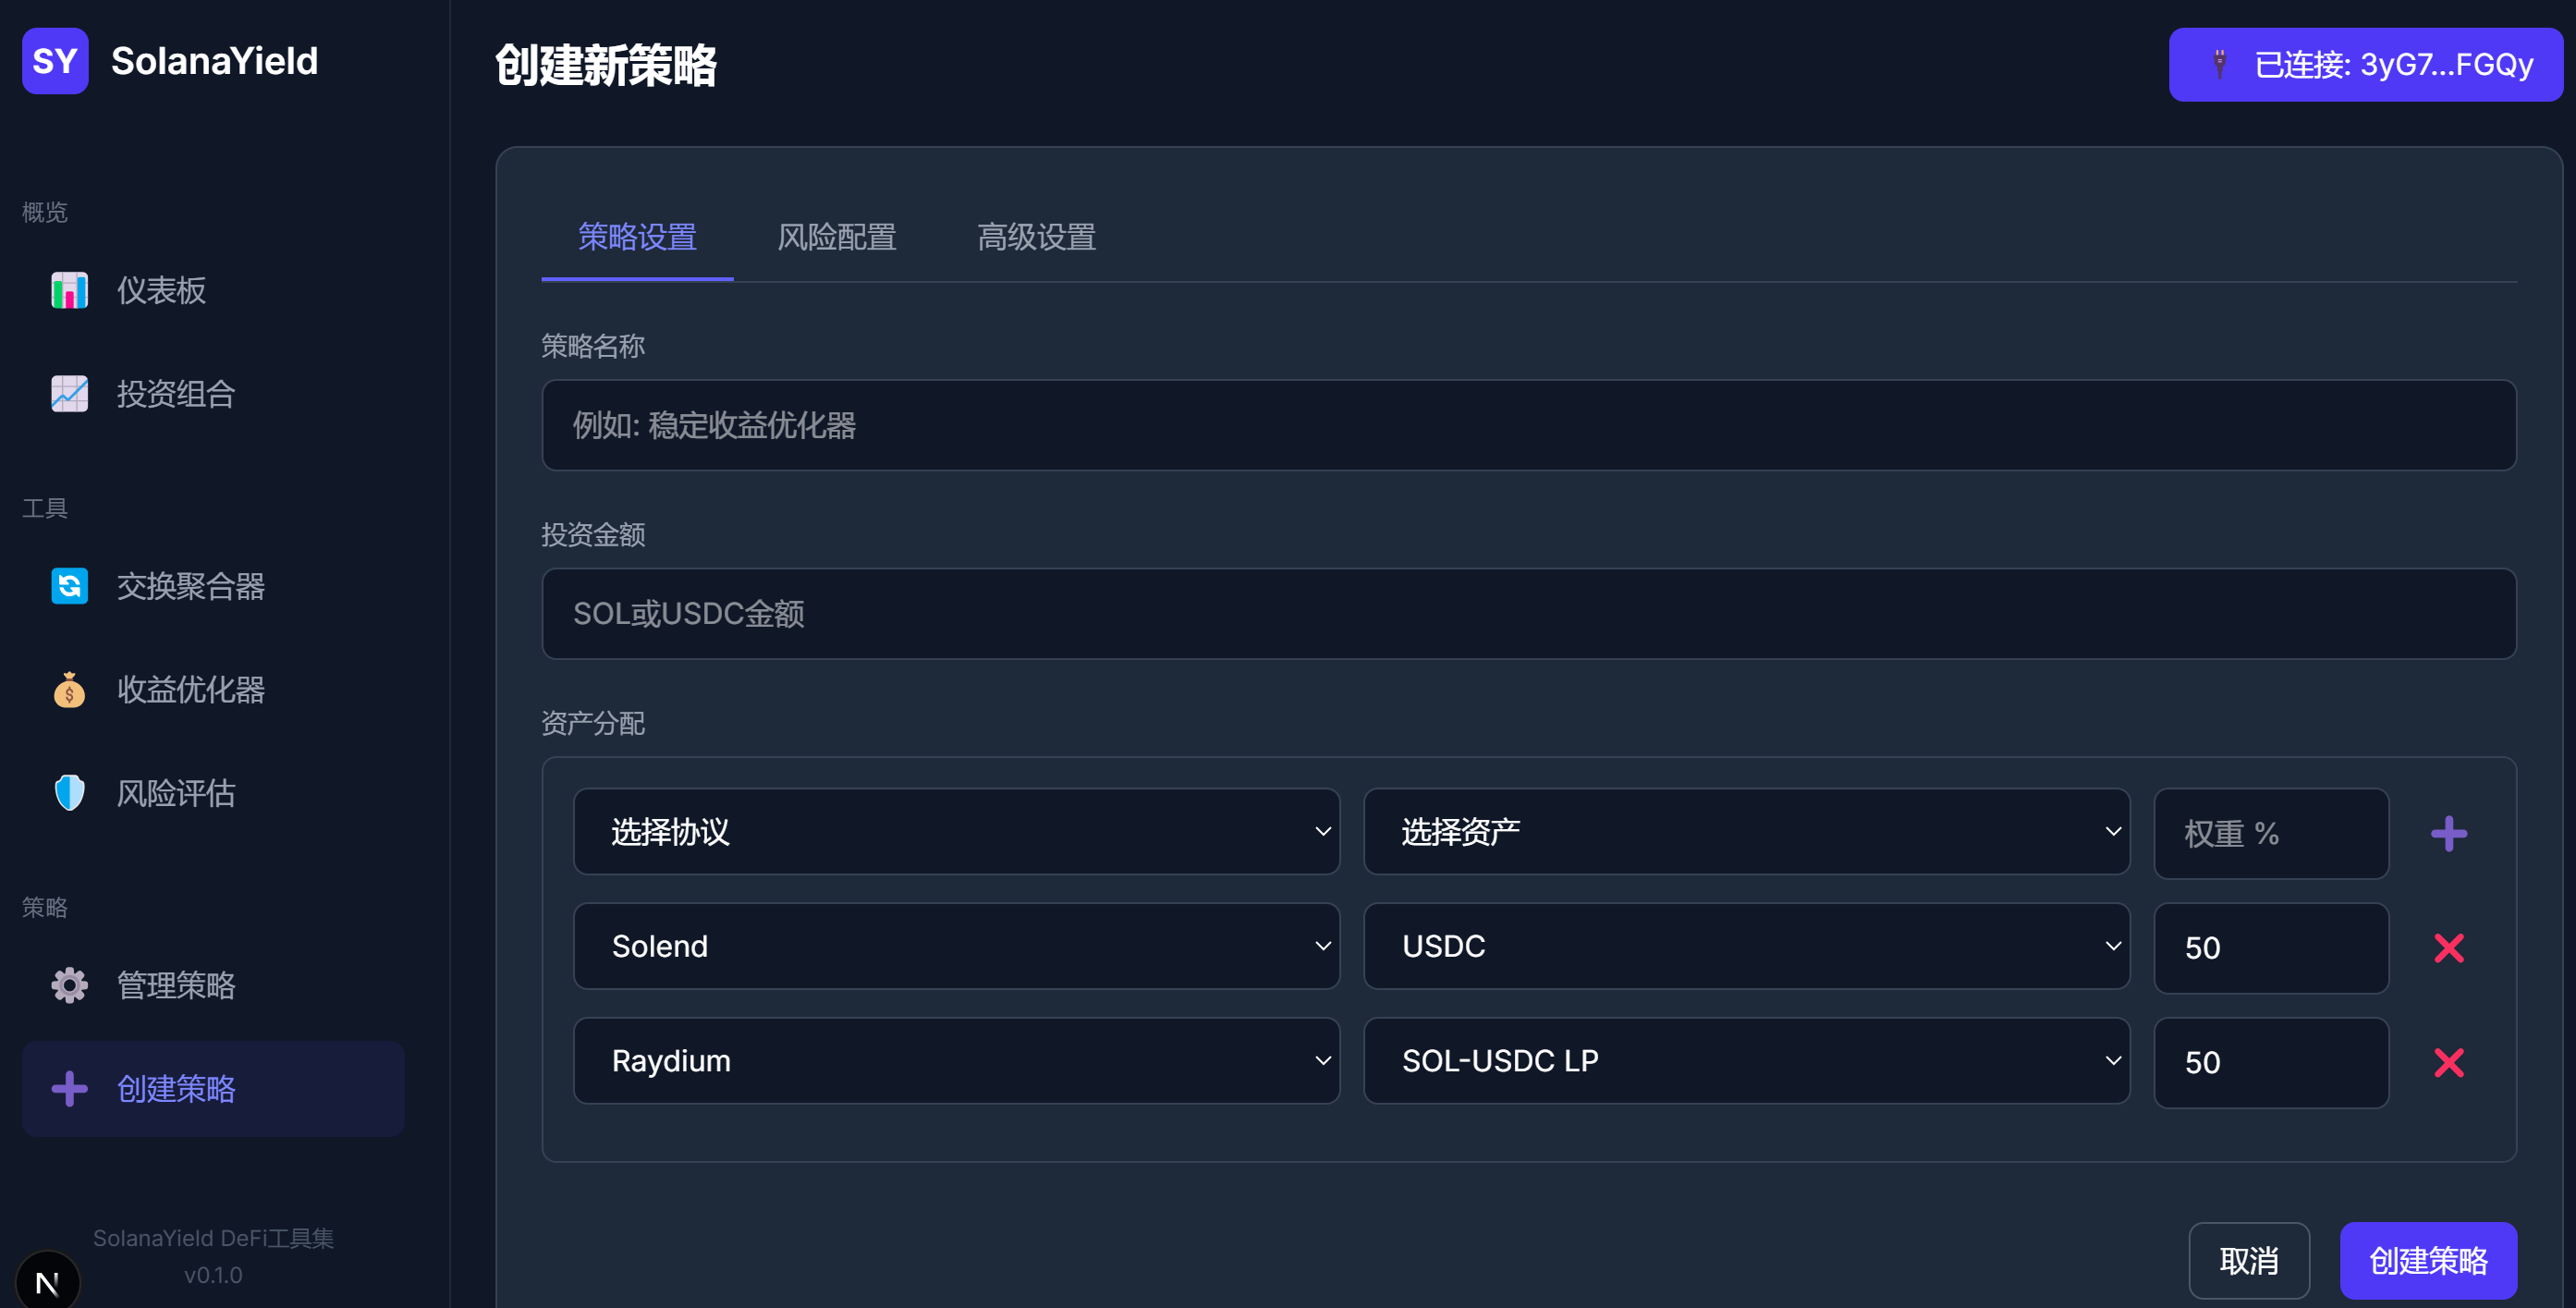 SY SolanaYield
概览
仪表板
投资组合
工具
交换聚合器
收益优化器
风险评估
策略
管理策略
创建策略
SolanaYield DeFi工具集
v0.1.0
N
创建新策略
已连接: 3yG7...FGQy
策略设置 风险配置 高级设置
策略名称
例如: 稳定收益优化器
投资金额
SOL或USDC金额
资产分配
选择协议 选择资产 权重 %
Solend USDC 50
Raydium SOL-USDC LP 50
取消 创建策略